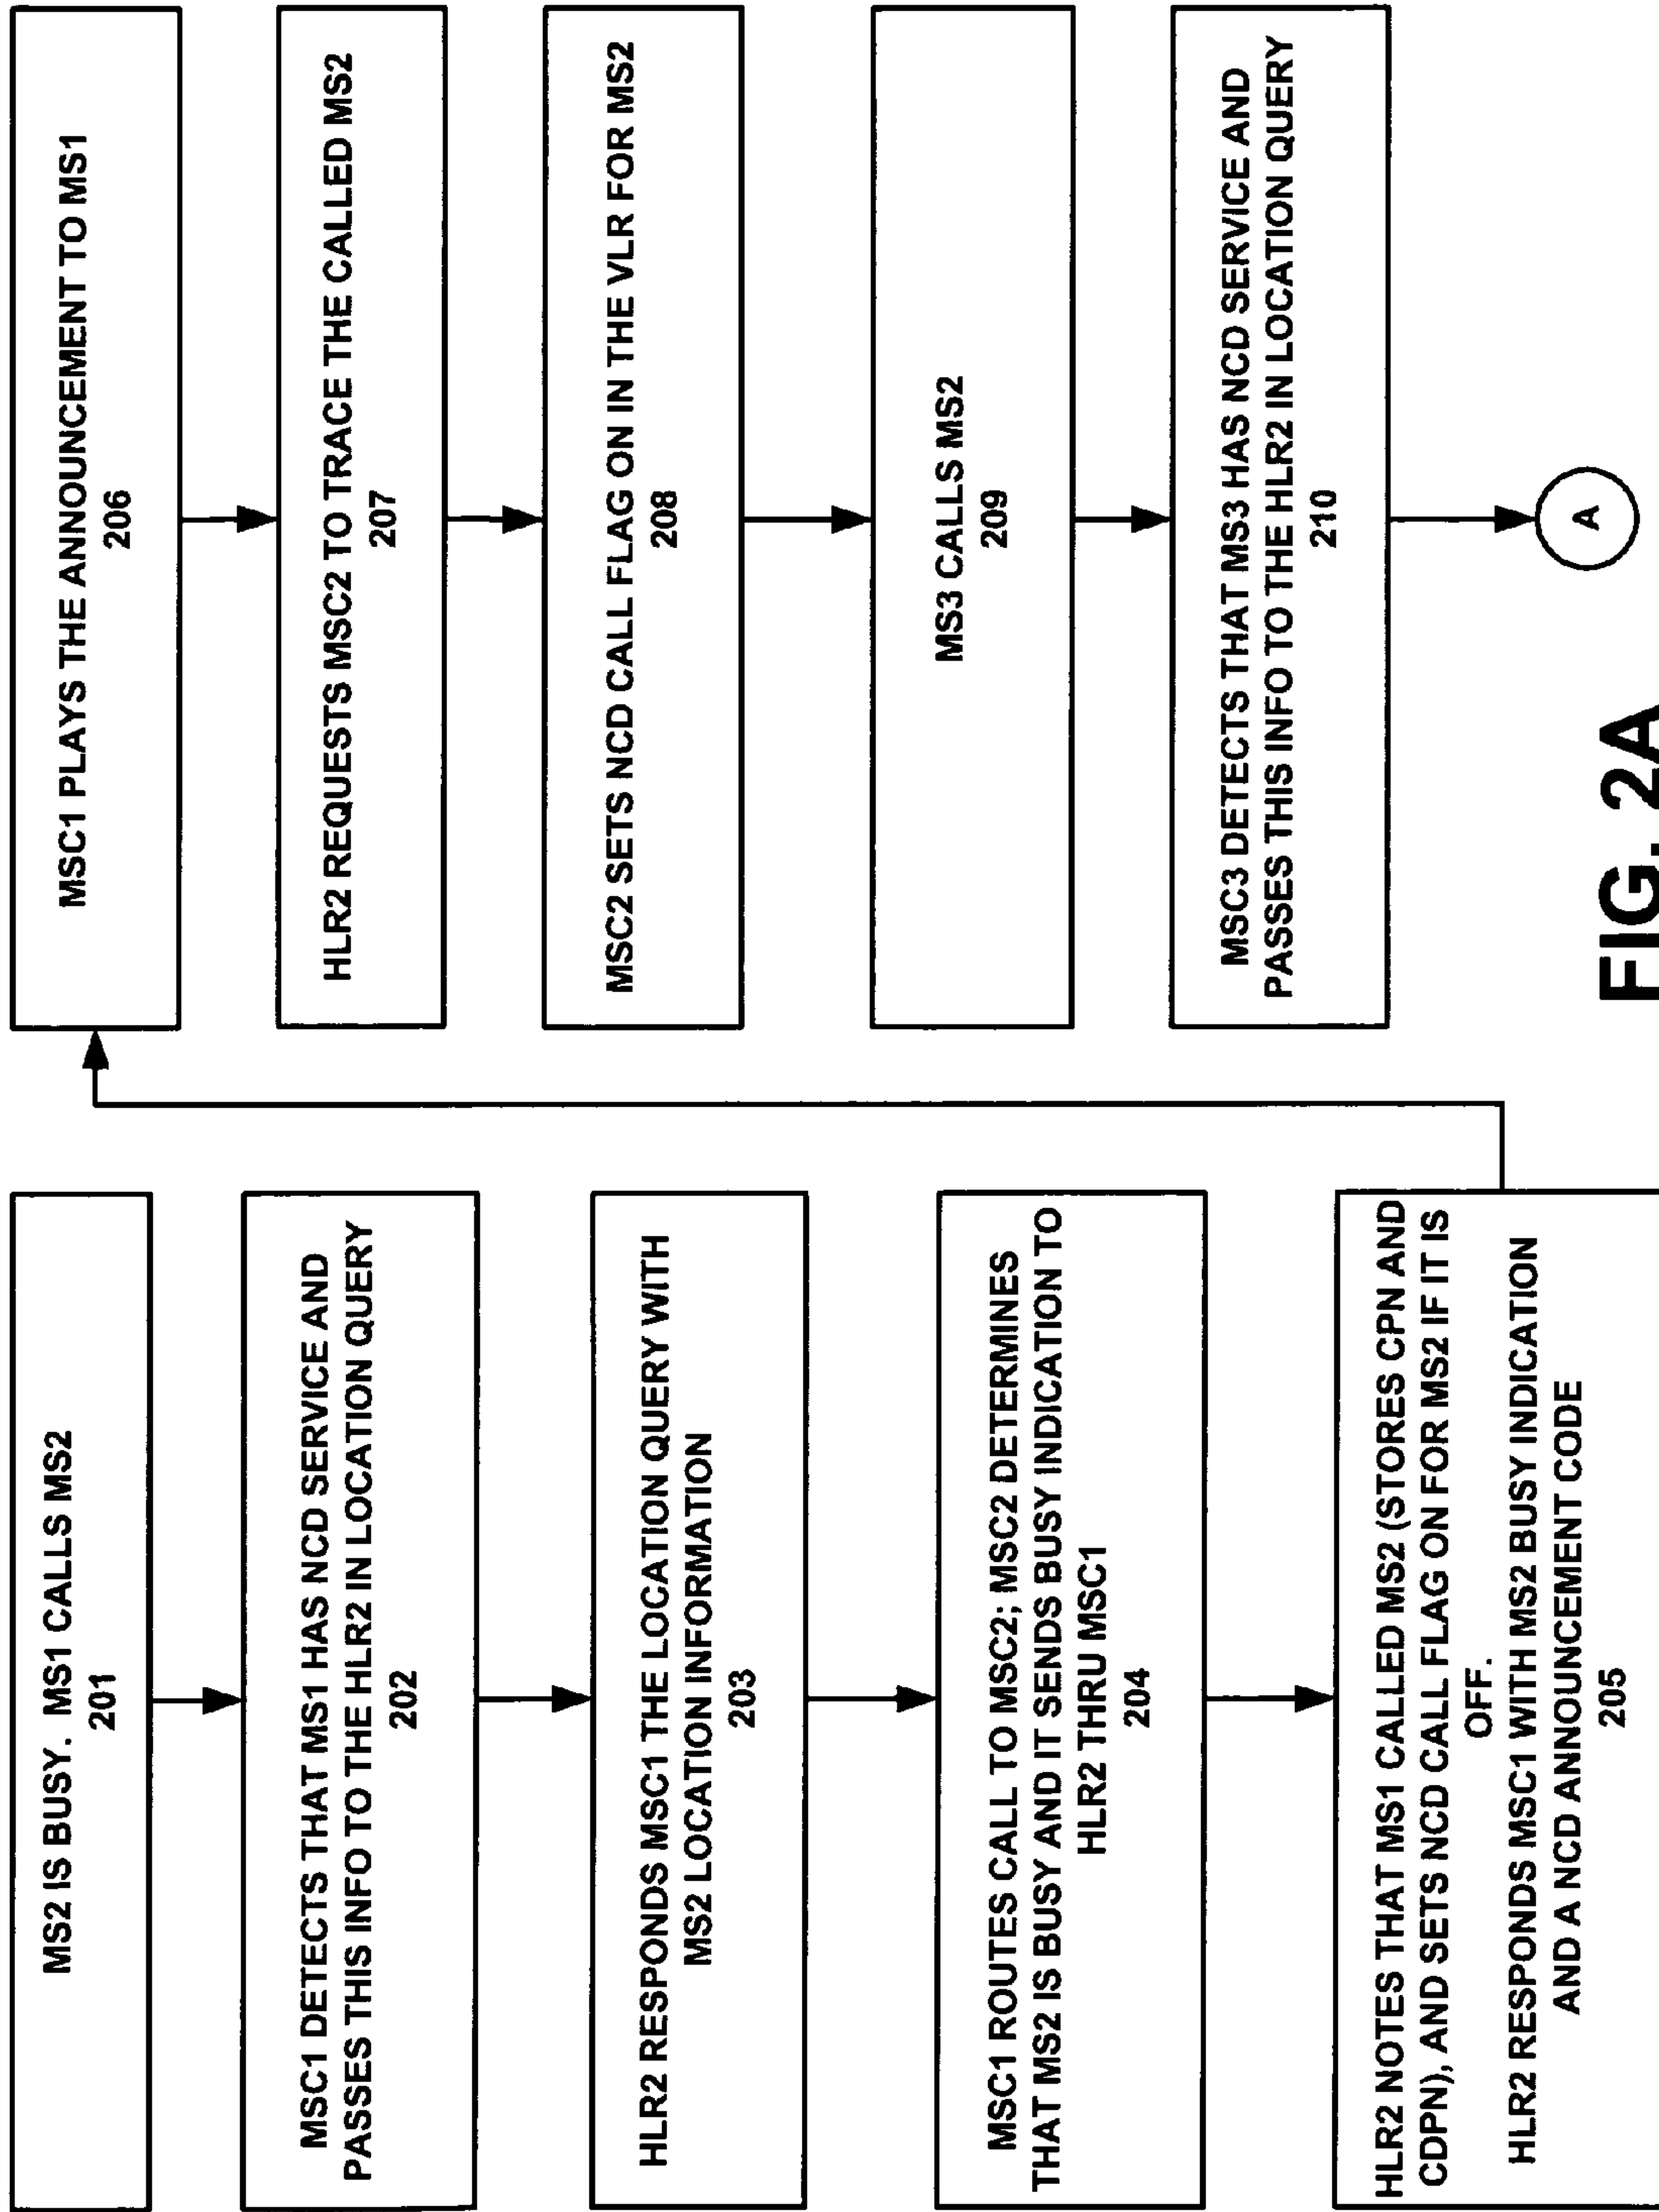 MS2 IS BUSY. MS1 CALLS MS2
201
MSC1 DETECTS THAT MS1 HAS NCD SERVICE AND
PASSES THIS INFO TO THE HLR2 IN LOCATION QUERY
202
HLR2 RESPONDS MSC1 THE LOCATION QUERY WITH
MS2 LOCATION INFORMATION
203
MSC1 ROUTES CALL TO MSC2; MSC2 DETERMINES
THAT MS2 IS BUSY AND IT SENDS BUSY INDICATION TO
HLR2 THRU MSC1
204
HLR2 NOTES THAT MS1 CALLED MS2 (STORES CPN AND
CDPN), AND SETS NCD CALL FLAG ON FOR MS2 IF IT IS
OFF.
HLR2 RESPONDS MSC1 WITH MS2 BUSY INDICATION
AND A NCD ANNOUNCEMENT CODE
205
MSC1 PLAYS THE ANNOUNCEMENT TO MS1
206
HLR2 REQUESTS MSC2 TO TRACE THE CALLED MS2
207
MSC2 SETS NCD CALL FLAG ON IN THE VLR FOR MS2
208
MS3 CALLS MS2
209
MSC3 DETECTS THAT MS3 HAS NCD SERVICE AND
PASSES THIS INFO TO THE HLR2 IN LOCATION QUERY
210
A
FIG. 2A